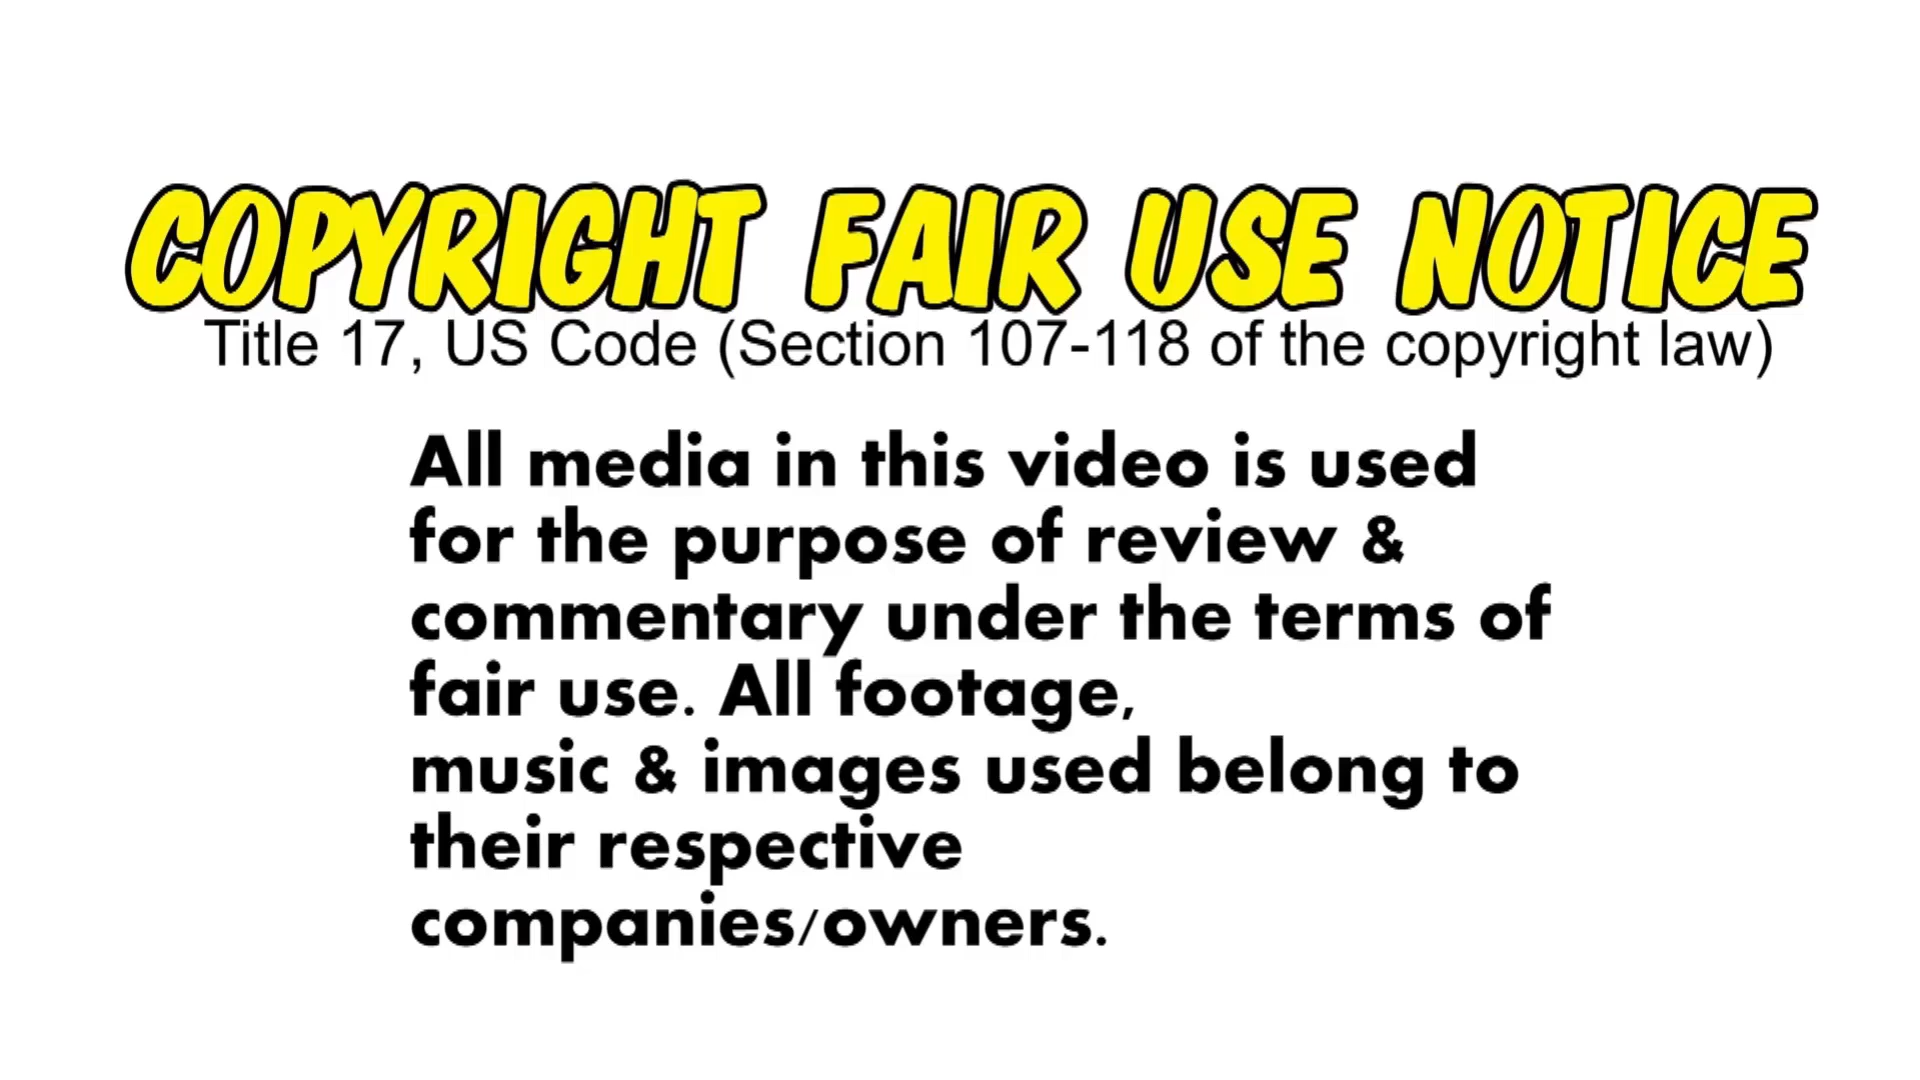 COPYRIGHT FAIR USE NOTICE
Title 17, US Code (Section 107-118 of the copyright law)
All media in this video is used
for the purpose of review &
commentary under the terms of
fair use. All footage,
music & images used belong to
their respective
companies/owners.